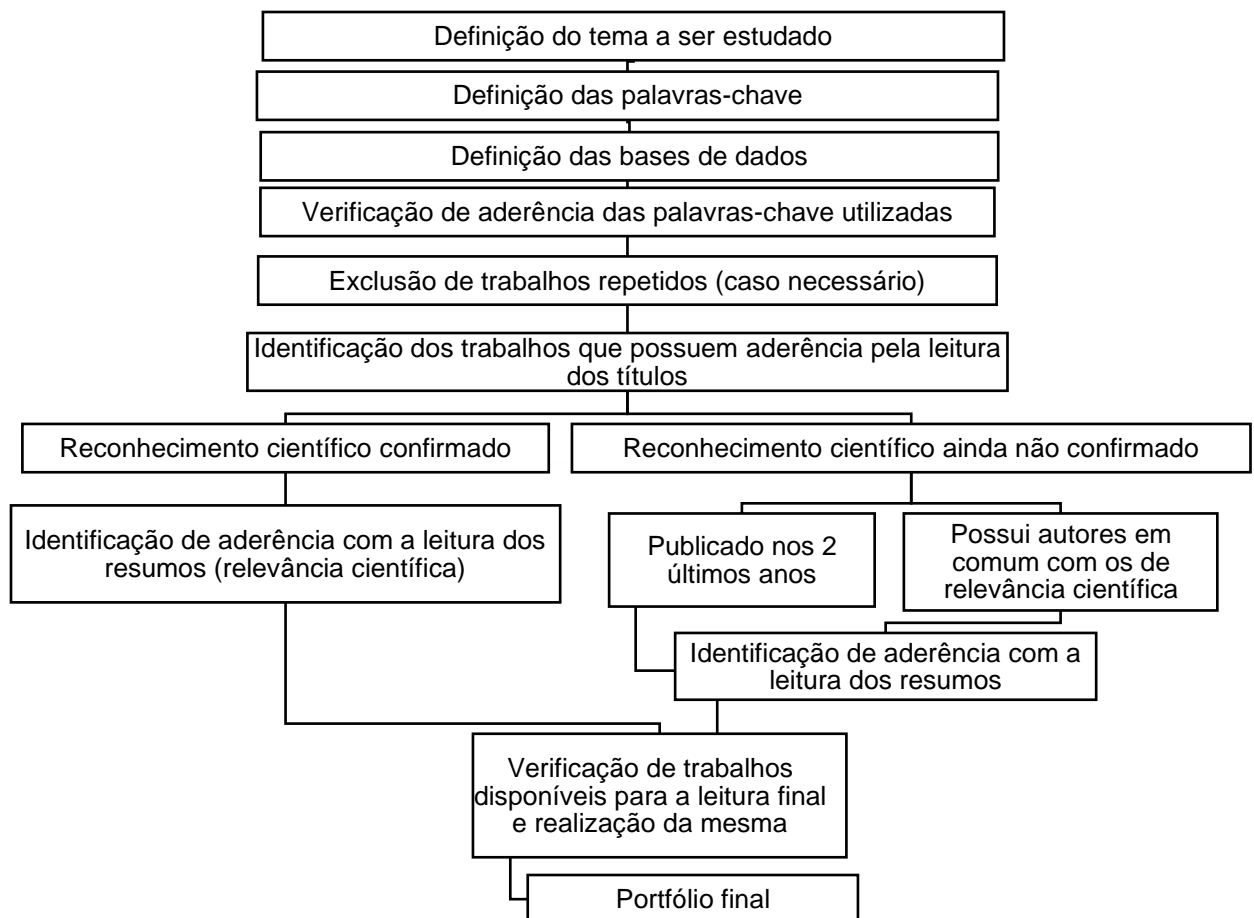 Definição do tema a ser estudado
Definição das palavras-chave
Definição das bases de dados
Verificação de aderência das palavras-chave utilizadas
Exclusão de trabalhos repetidos (caso necessário)
Identificação dos trabalhos que possuem aderência pela leitura
dos títulos
Reconhecimento científico confirmado
Reconhecimento científico ainda não confirmado
Identificação de aderência com a leitura dos
resumos (relevância científica)
Publicado nos 2
últimos anos
Possui autores em
comum com os de
relevância científica
Identificação de aderência com a
leitura dos resumos
Verificação de trabalhos
disponíveis para a leitura final
e realização da mesma
Portfólio final